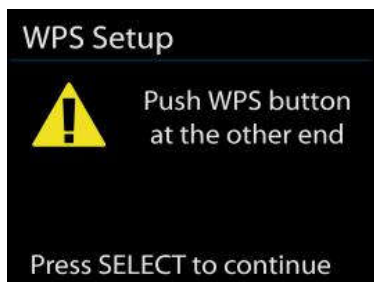 WPS Setup
Push WPS button
at the other end
Press SELECT to continue